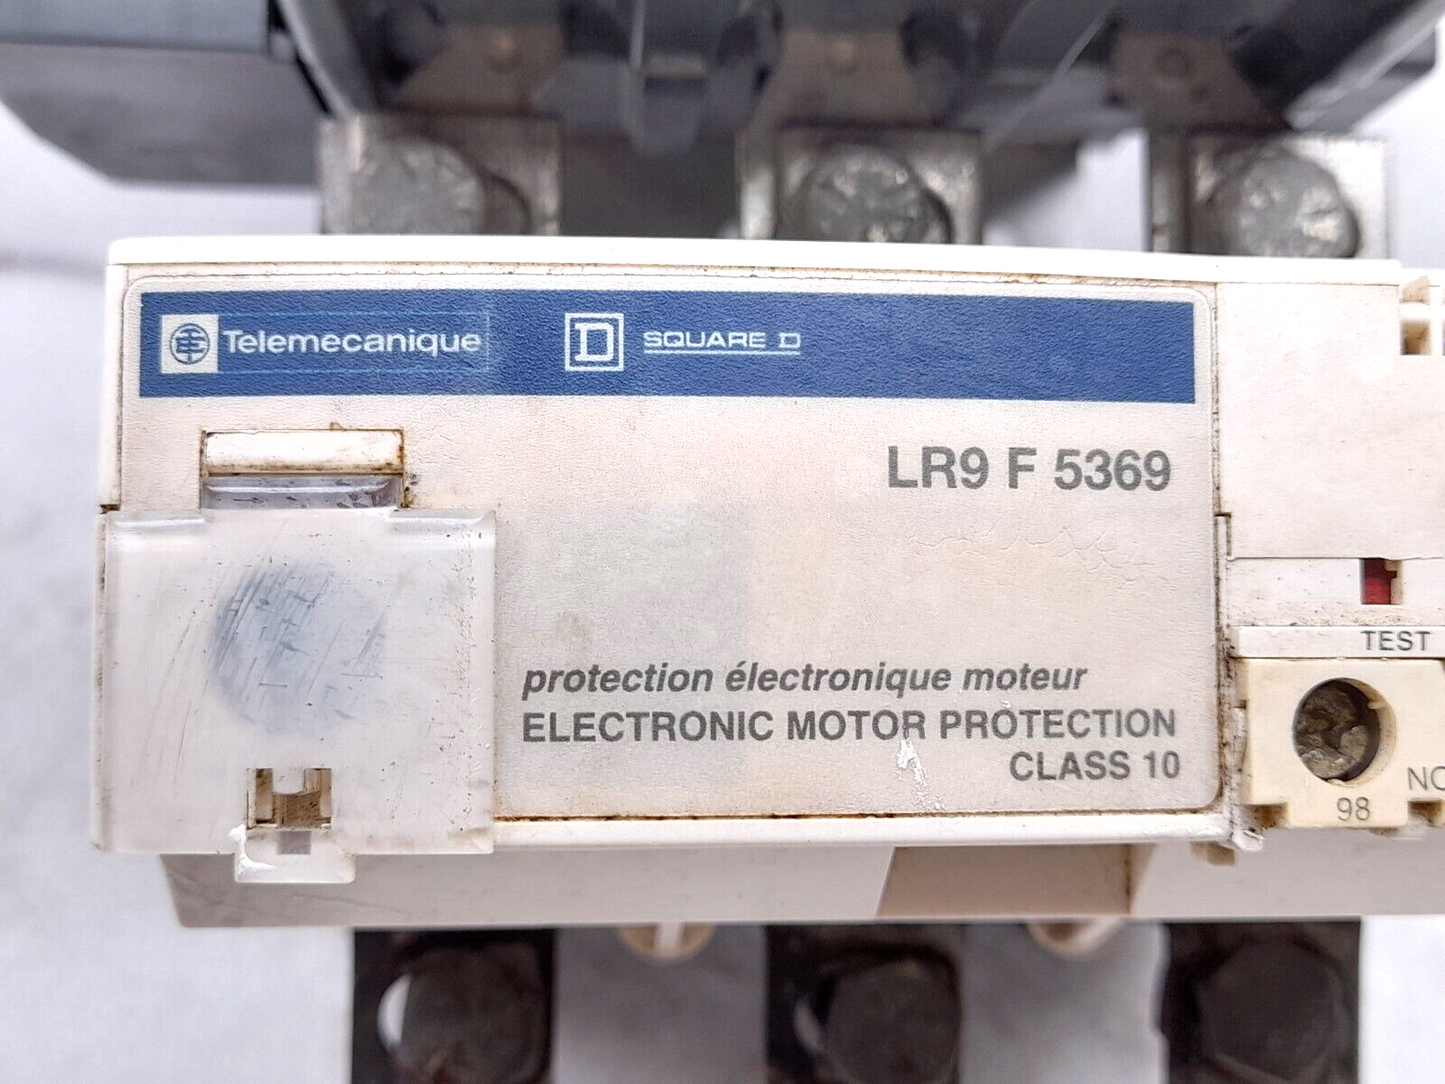 Telemecanique D SQUARE D
LR9 F 5369
protection électronique moteur
ELECTRONIC MOTOR PROTECTION
CLASS 10
TEST
98